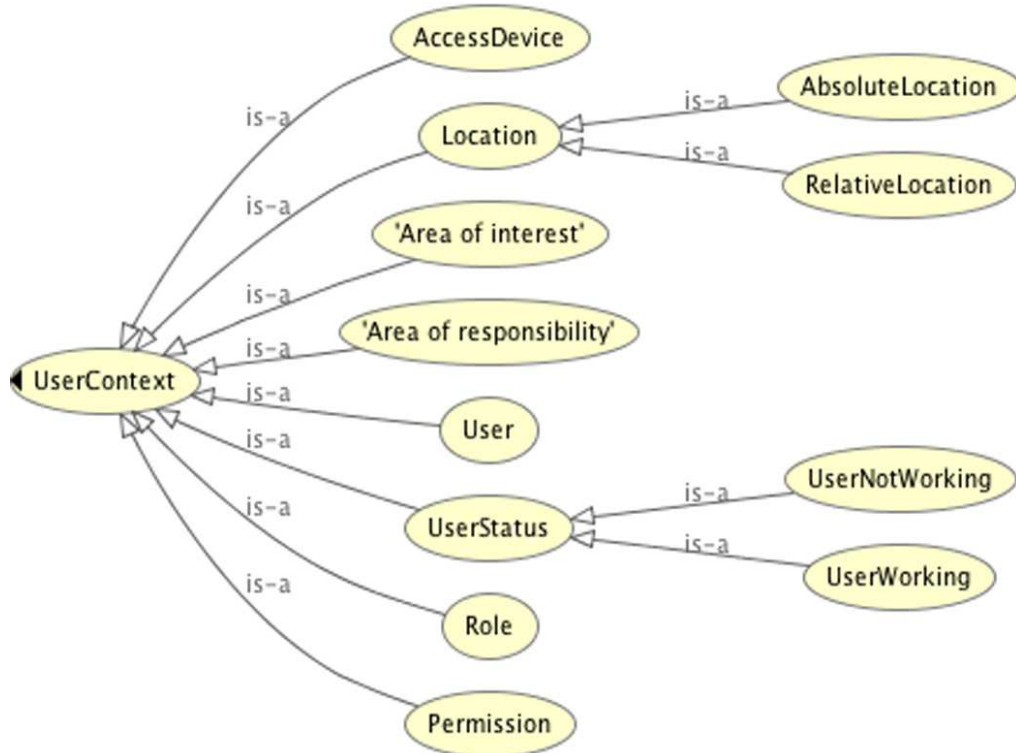 AccessDevice
is-a
AbsoluteLocation
is-a
Location
is-a
RelativeLocation
is-a
'Area of interest'
is-a
'Area of responsibility'
is-a
UserContext
is-a
User
is-a
UserNotWorking
is-a
UserStatus
is-a
UserWorking
is-a
Role
is-a
Permission